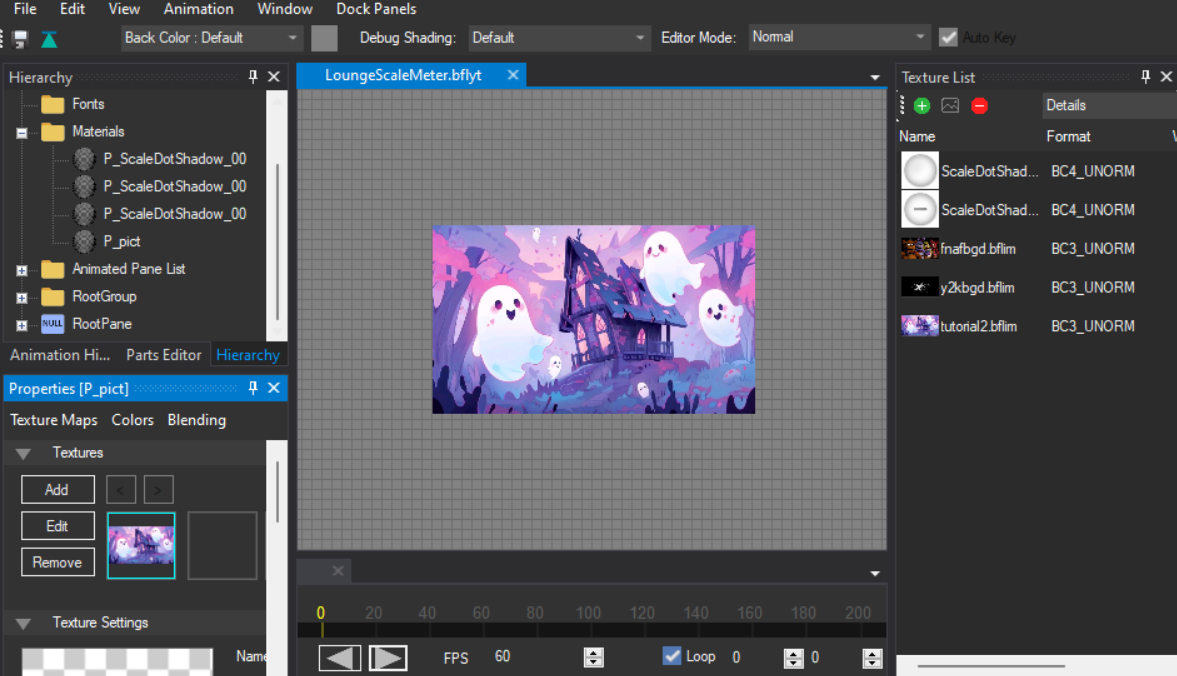 File Edit View Animation Window Dock Panels
Back Color : Default Debug Shading: Default Editor Mode: Normal Auto Key
Hierarchy
Fonts
Materials
P_ScaleDotShadow_00
P_ScaleDotShadow_00
P_ScaleDotShadow_00
P_pict
Animated Pane List
RootGroup
NULL RootPane
Animation Hi... Parts Editor Hierarchy
Properties [P_pict]
Texture Maps Colors Blending
Textures
Add < >
Edit
Remove
Texture Settings
Name
LoungeScaleMeter.bflyt
0 20 40 60 80 100 120 140 160 180 200
FPS 60 Loop 0 0
Texture List
Details
Name Format
ScaleDotShad... BC4_UNORM
ScaleDotShad... BC4_UNORM
fnafbgd.bflim BC3_UNORM
y2kbgd.bflim BC3_UNORM
tutorial2.bflim BC3_UNORM